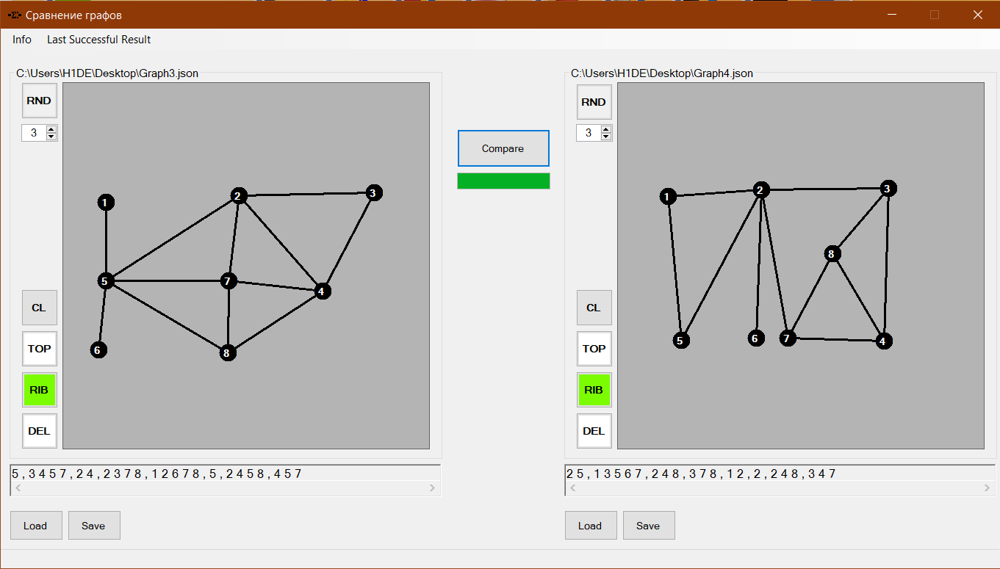 Сравнение графов
Info Last Successful Result
C:\Users\H1DE\Desktop\Graph3.json
RND
3
1
2
3
5
7
4
6
8
CL
TOP
RIB
DEL
5 , 3 4 5 7 , 2 4 , 2 3 7 8 , 1 2 6 7 8 , 5 , 2 4 5 8 , 4 5 7
Load Save
Compare
C:\Users\H1DE\Desktop\Graph4.json
RND
3
1
2
3
8
5
6
7
4
CL
TOP
RIB
DEL
2 5 , 1 3 5 6 7 , 2 4 8 , 3 7 8 , 1 2 , 2 , 2 4 8 , 3 4 7
Load Save